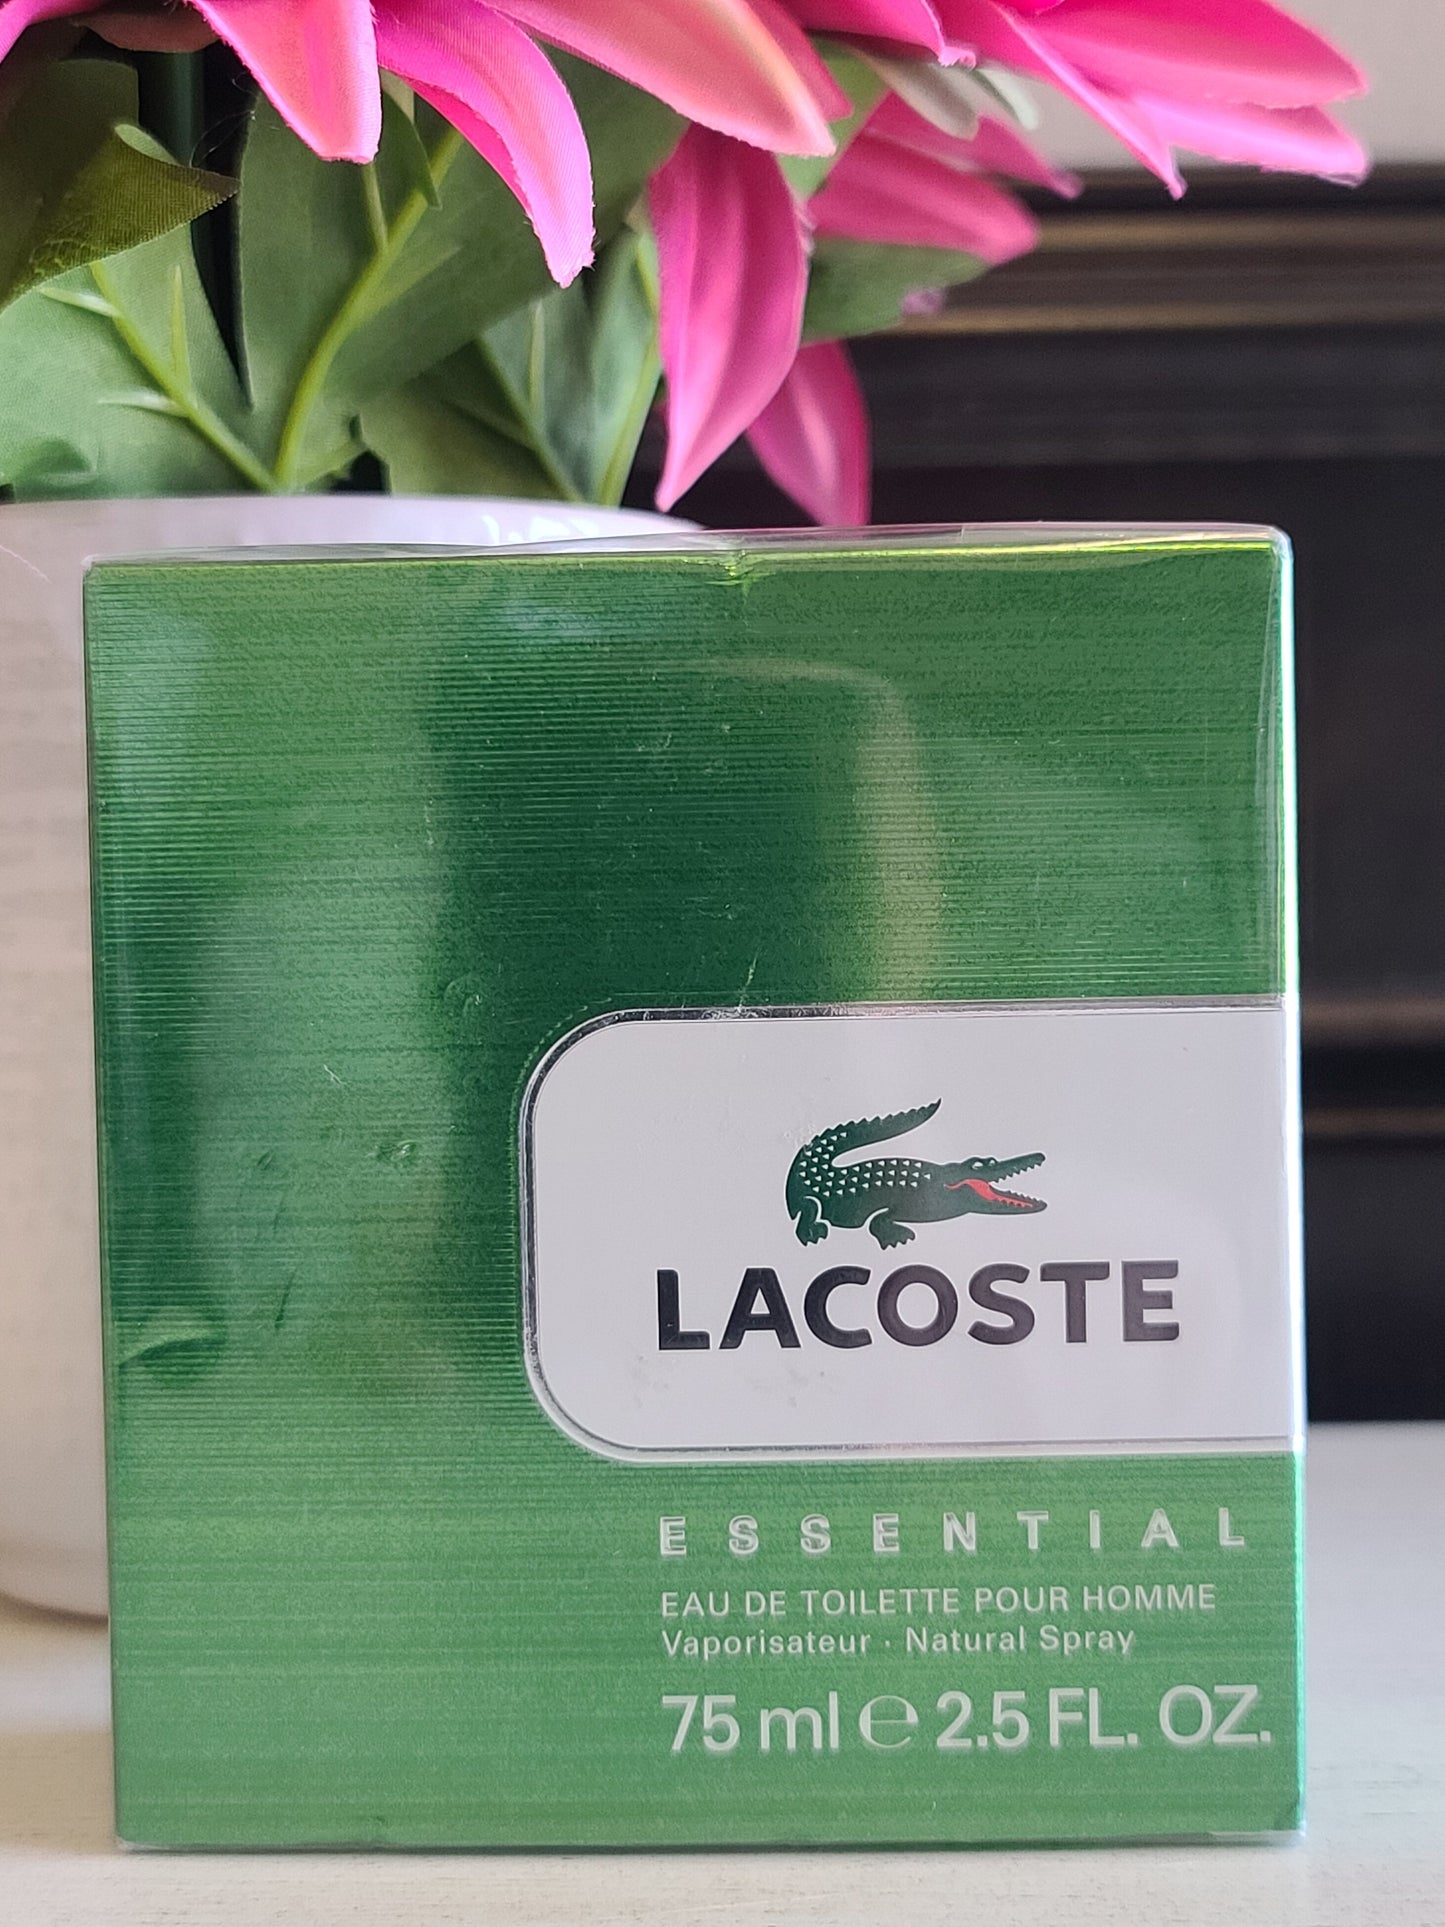 LACOSTE
ESSENTIAL
EAU DE TOILETTE POUR HOMME
Vaporisateur · Natural Spray
75 ml ℮ 2.5 FL. OZ.